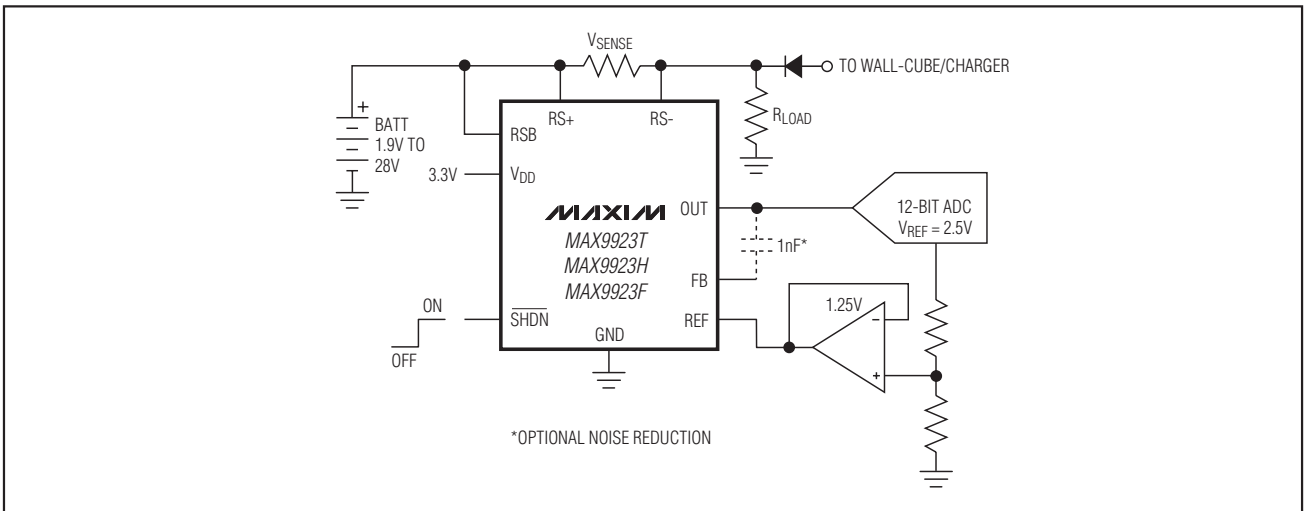 VSENSE
TO WALL-CUBE/CHARGER
+
BATT
1.9V TO
28V
RS+
RS-
RLOAD
RSB
3.3V
VDD
MAXIM
MAX9923T
MAX9923H
MAX9923F
OUT
12-BIT ADC
VREF = 2.5V
1nF*
FB
1.25V
ON
OFF
SHDN
REF
GND
-
+
*OPTIONAL NOISE REDUCTION